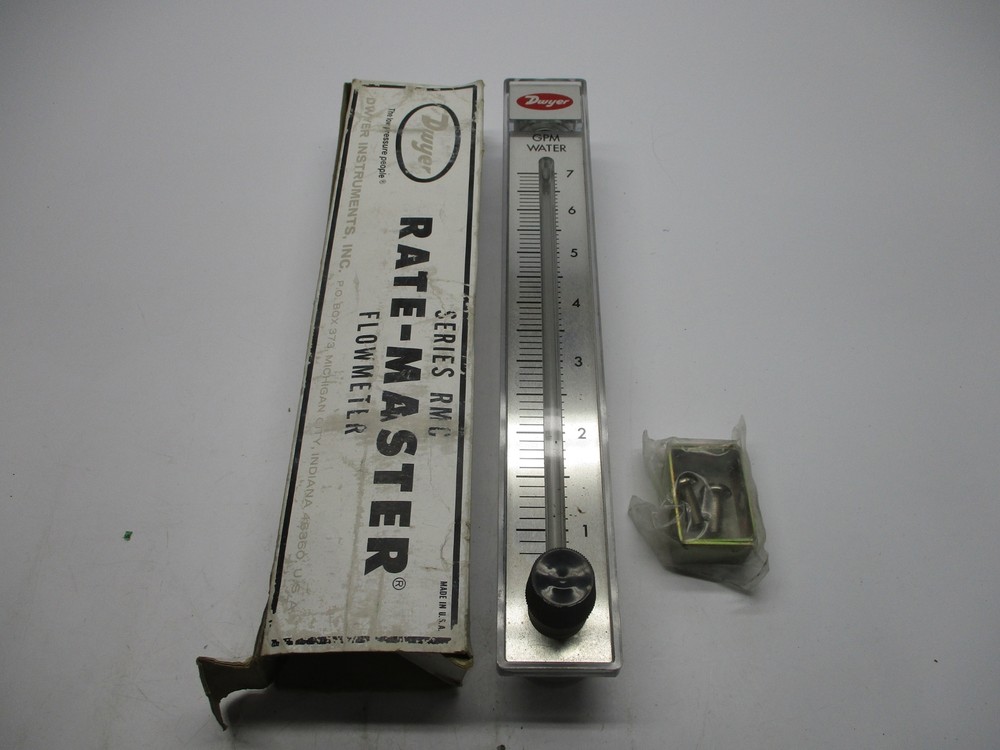 Dwyer
The low pressure people®
DWYER INSTRUMENTS, INC. P.O. BOX 373, MICHIGAN CITY, INDIANA 46360, U.S.A.
SERIES RMC
RATE-MASTER®
FLOWMETER
MADE IN U.S.A.
Dwyer
GPM
WATER
7
6
5
4
3
2
1